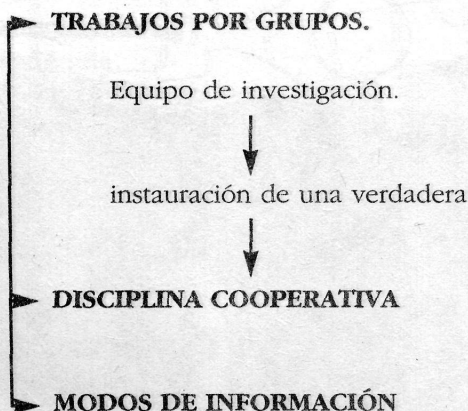 TRABAJOS POR GRUPOS.
Equipo de investigación.
instauración de una verdadera
DISCIPLINA COOPERATIVA
MODOS DE INFORMACIÓN